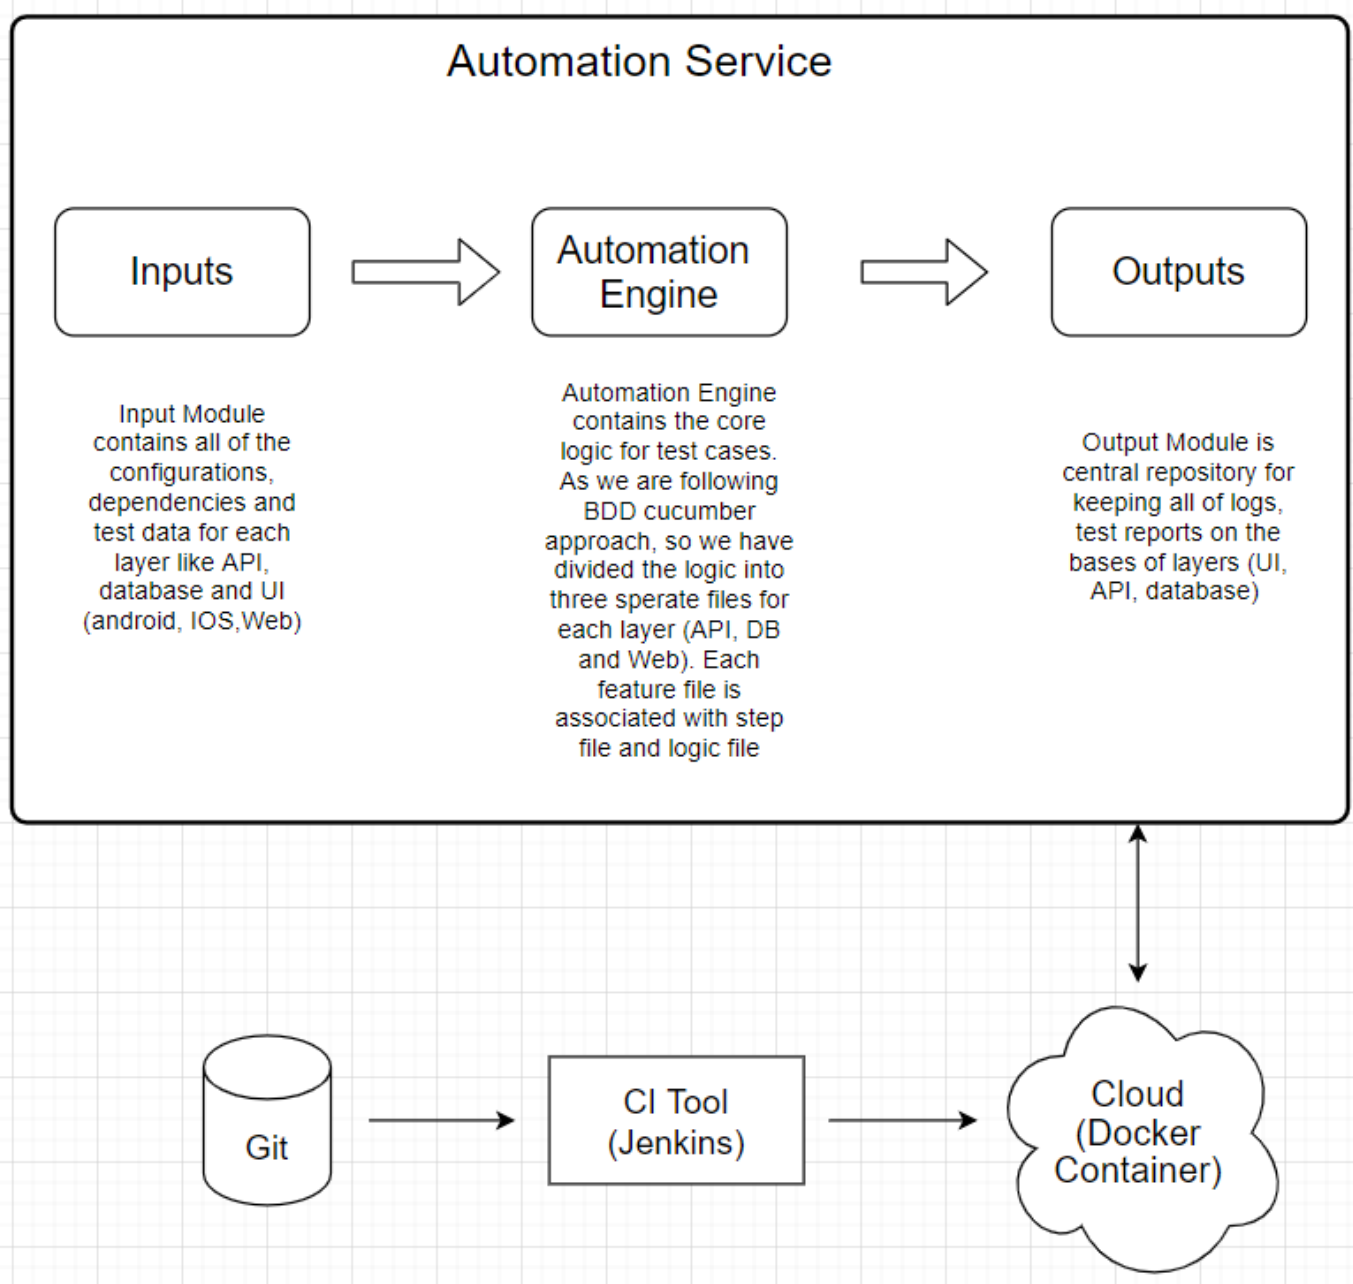 Automation Service
Inputs
Automation
Engine
Outputs
Input Module
contains all of the
configurations,
dependencies and
test data for each
layer like API,
database and UI
(android, IOS,Web)
Automation Engine
contains the core
logic for test cases.
As we are following
BDD cucumber
approach, so we have
divided the logic into
three sperate files for
each layer (API, DB
and Web). Each
feature file is
associated with step
file and logic file
Output Module is
central repository for
keeping all of logs,
test reports on the
bases of layers (UI,
API, database)
Git
CI Tool
(Jenkins)
Cloud
(Docker
Container)